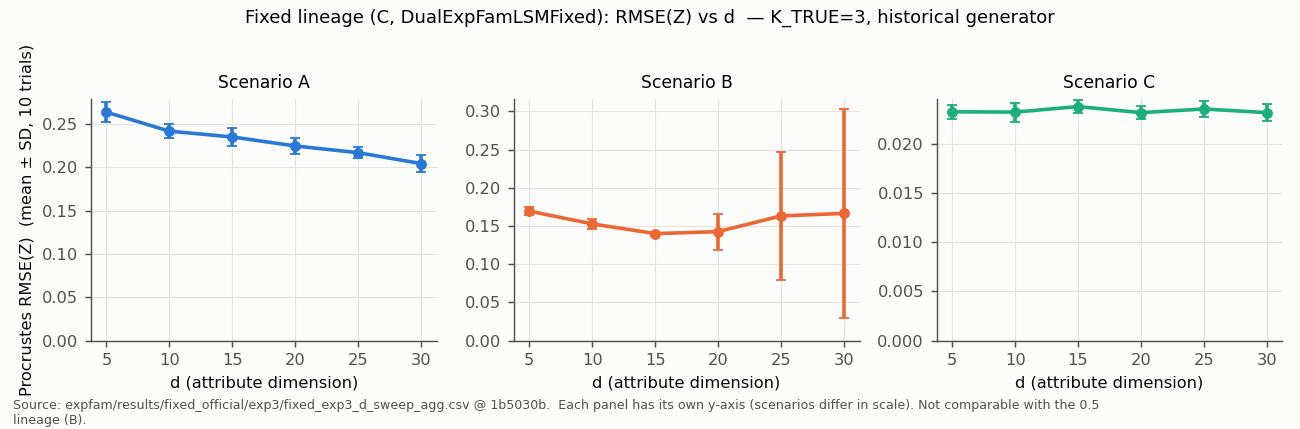 Fixed lineage (C, DualExpFamLSMFixed): RMSE(Z) vs d  — K_TRUE=3, historical generator
Procrustes RMSE(Z)  (mean ± SD, 10 trials)
Scenario A
0.25
0.20
0.15
0.10
0.05
0.00
5 10 15 20 25 30
d (attribute dimension)
Scenario B
0.30
0.25
0.20
0.15
0.10
0.05
0.00
5 10 15 20 25 30
d (attribute dimension)
Scenario C
0.020
0.015
0.010
0.005
0.000
5 10 15 20 25 30
d (attribute dimension)
Source: expfam/results/fixed_official/exp3/fixed_exp3_d_sweep_agg.csv @ 1b5030b.  Each panel has its own y-axis (scenarios differ in scale). Not comparable with the 0.5
lineage (B).